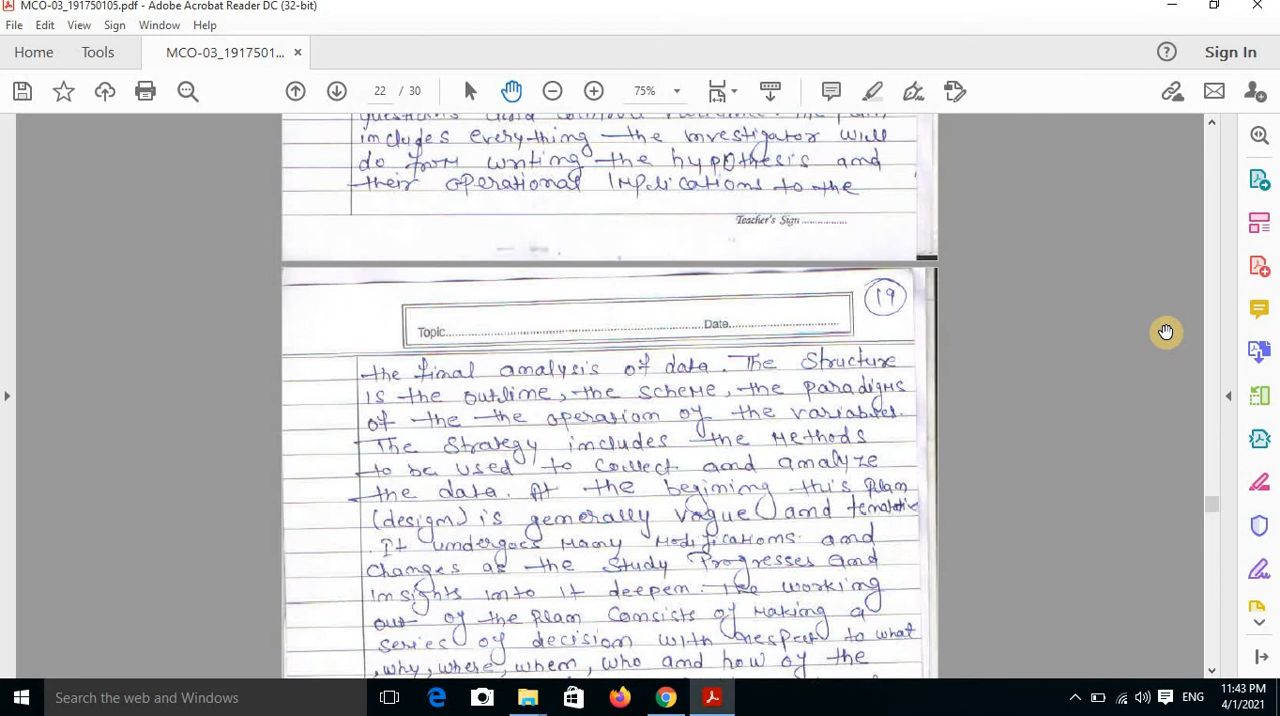 MCO-03_191750105.pdf - Adobe Acrobat Reader DC (32-bit)
File Edit View Sign Window Help
Home Tools MCO-03_1917501... × Sign In
22 / 30 75%
includes everything the investigator will
do from writing the hypothesis and
their operational implications to the
Teacher's Sign ................
19
Topic.................................................................Date..............................
the final analysis of data. The Structure
is the outline, the scheme, the paradigms
of the the operation of the variables.
The Strategy includes the Methods
to be used to collect and analyze
the data. At the begining this plan
(design) is generally vague and tentative
. It undergoes Many Modifications and
changes as the study Progresses and
insights into it deepen. The working
out of the plan consists of making a
series of decision with respect to what
, why, where, when, who and how of the
Search the web and Windows
ENG
11:43 PM
4/1/2021